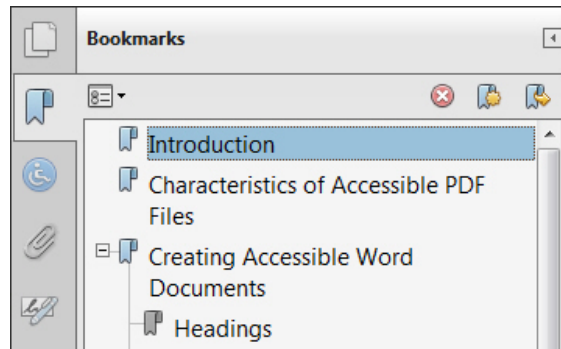 Bookmarks
Introduction
Characteristics of Accessible PDF
Files
Creating Accessible Word
Documents
Headings